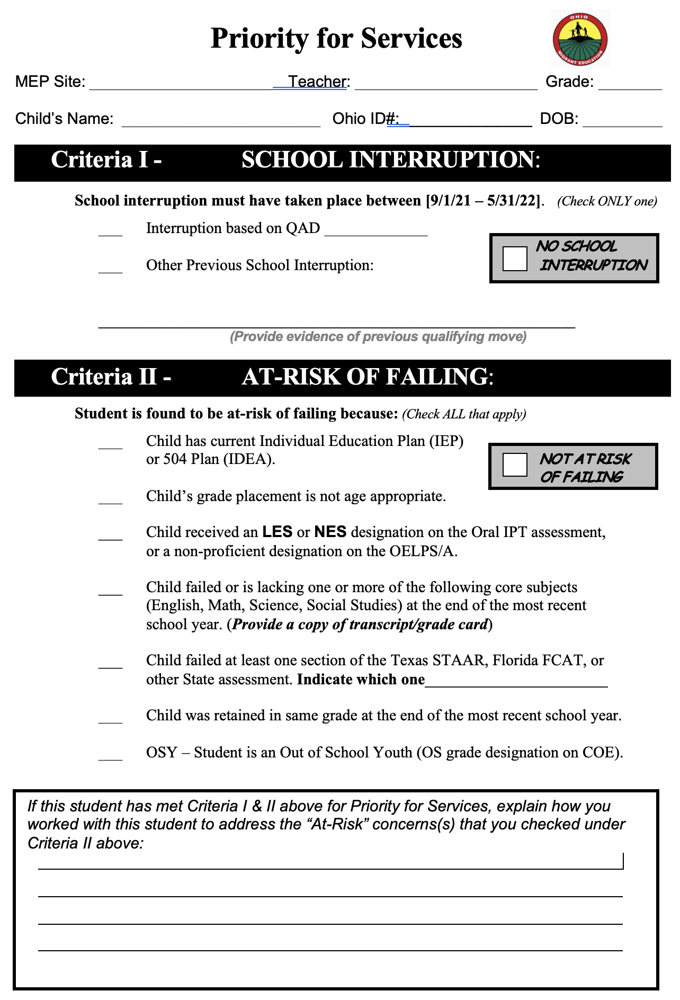 Priority for Services
OHIO
MIGRANT EDUCATION
MEP Site: _______________________ Teacher: _______________________ Grade: ________
Child’s Name: _________________________ Ohio ID#: ________________ DOB: __________
Criteria I - SCHOOL INTERRUPTION:
School interruption must have taken place between [9/1/21 – 5/31/22]. (Check ONLY one)
___ Interruption based on QAD _____________
NO SCHOOL
INTERRUPTION
___ Other Previous School Interruption:
____________________________________________________________
(Provide evidence of previous qualifying move)
Criteria II - AT-RISK OF FAILING:
Student is found to be at-risk of failing because: (Check ALL that apply)
___ Child has current Individual Education Plan (IEP)
or 504 Plan (IDEA).
NOT AT RISK
OF FAILING
___ Child’s grade placement is not age appropriate.
___ Child received an LES or NES designation on the Oral IPT assessment,
or a non-proficient designation on the OELPS/A.
___ Child failed or is lacking one or more of the following core subjects
(English, Math, Science, Social Studies) at the end of the most recent
school year. (Provide a copy of transcript/grade card)
___ Child failed at least one section of the Texas STAAR, Florida FCAT, or
other State assessment. Indicate which one_______________________
___ Child was retained in same grade at the end of the most recent school year.
___ OSY – Student is an Out of School Youth (OS grade designation on COE).
If this student has met Criteria I & II above for Priority for Services, explain how you
worked with this student to address the “At-Risk” concerns(s) that you checked under
Criteria II above: